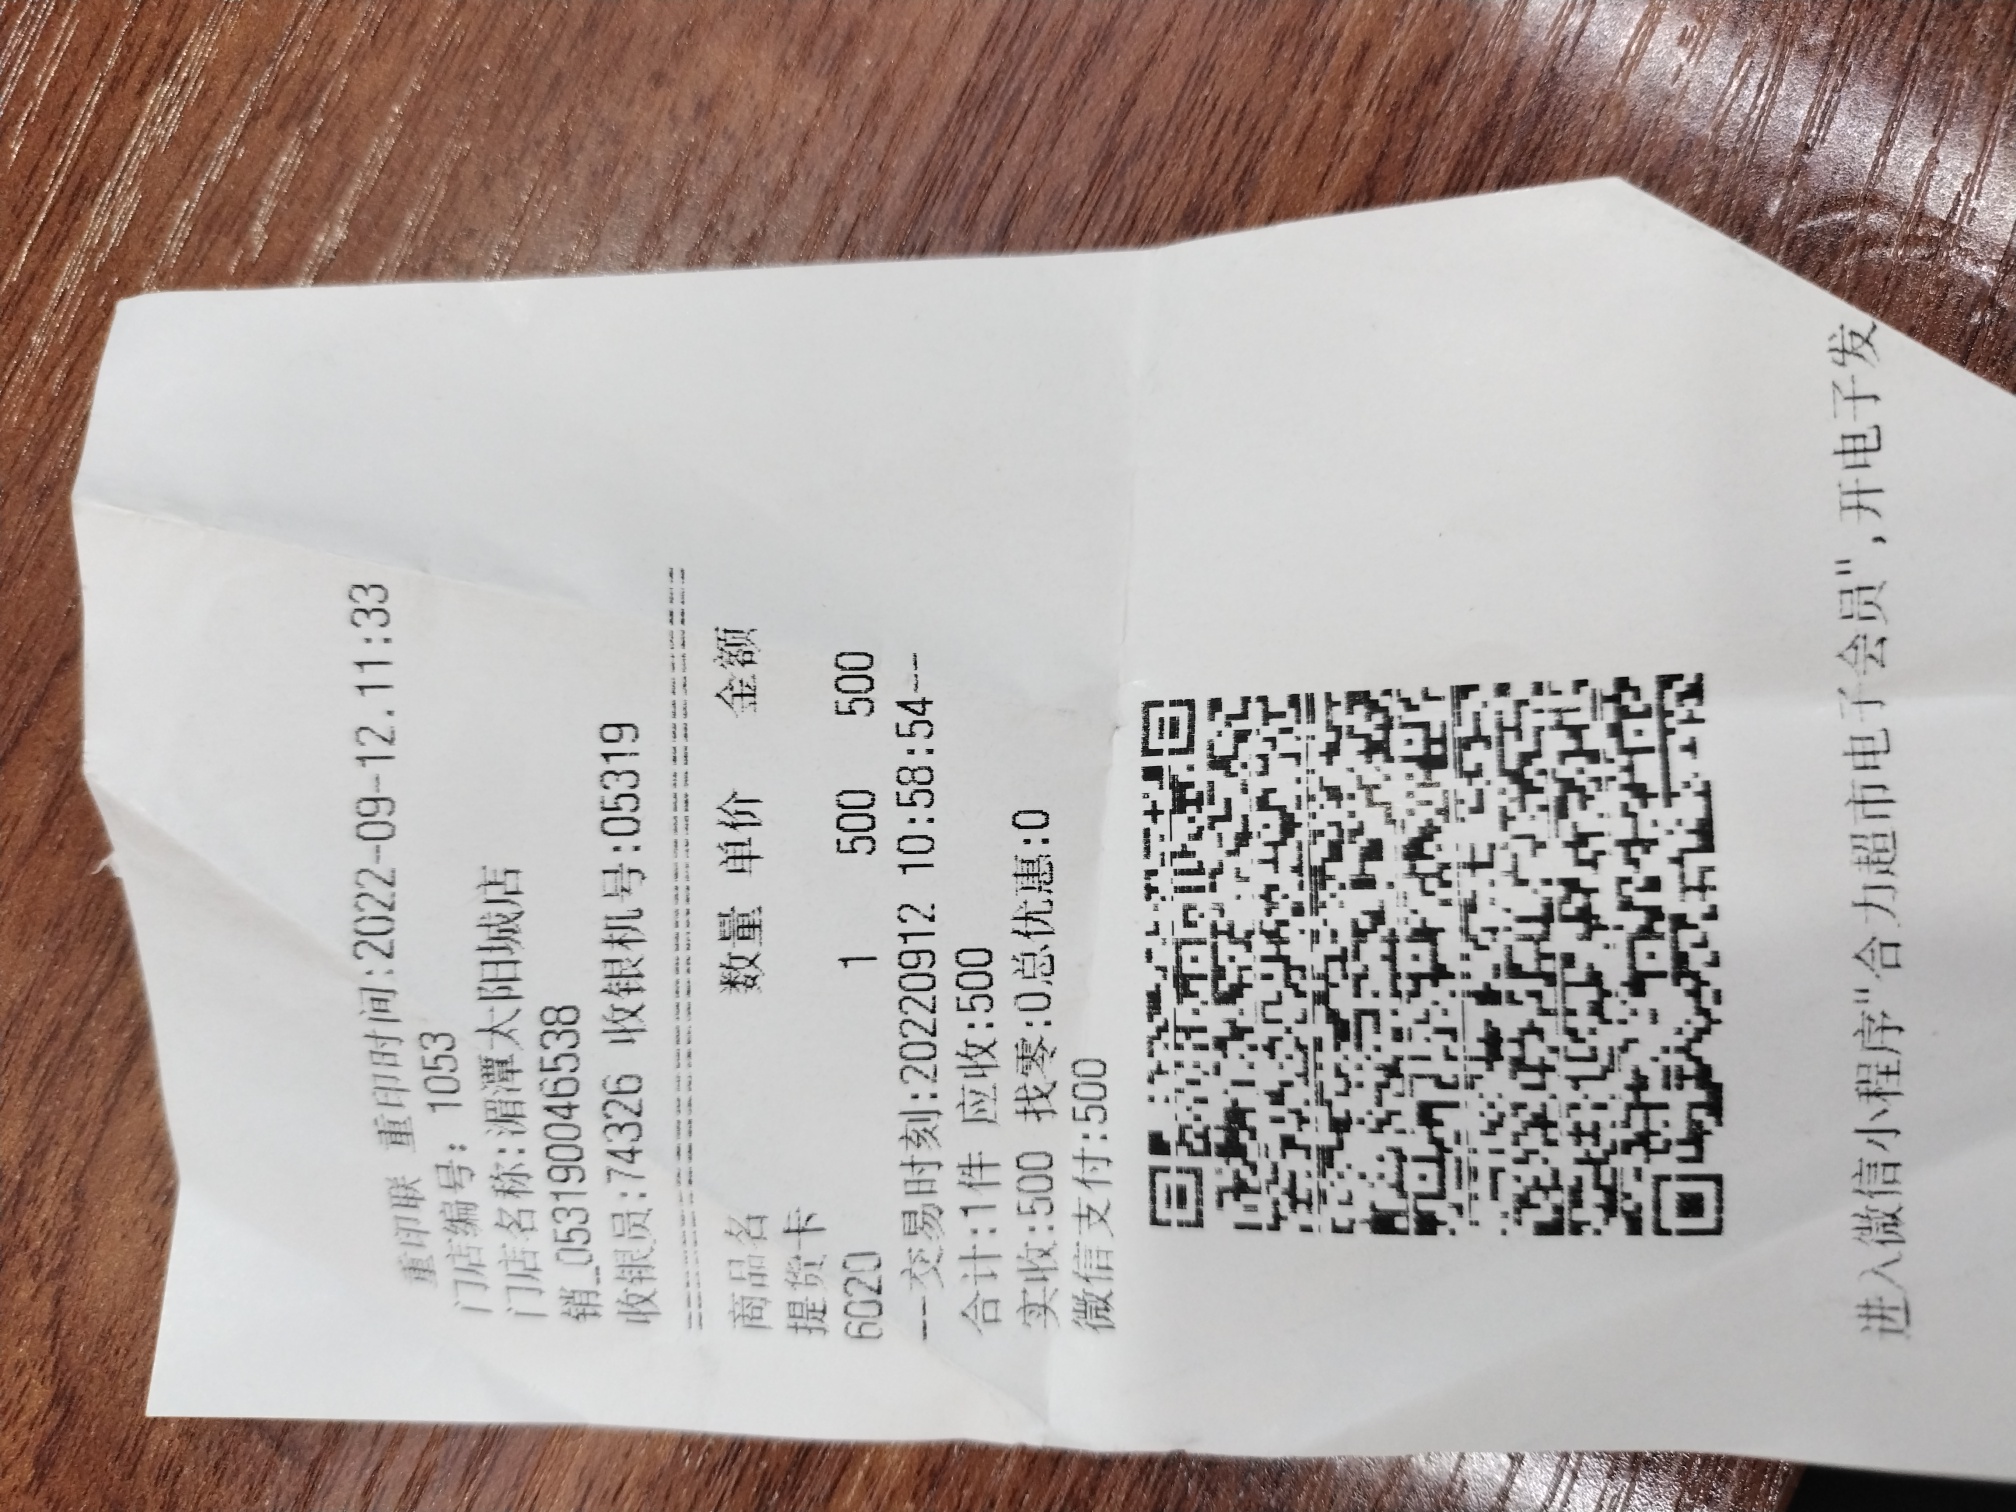 重印联 重印时间:2022-09-12.11:33
门店编号: 1053
门店名称:湄潭太阳城店
销_053190046538
收银员:74326 收银机号:05319
================================
商品名 数量 单价 金额
提货卡
6020 1 500 500
--交易时刻:20220912 10:58:54--
合计:1件 应收:500
实收:500 找零:0总优惠:0
微信支付:500
进入微信小程序"合力超市电子会员",开电子发